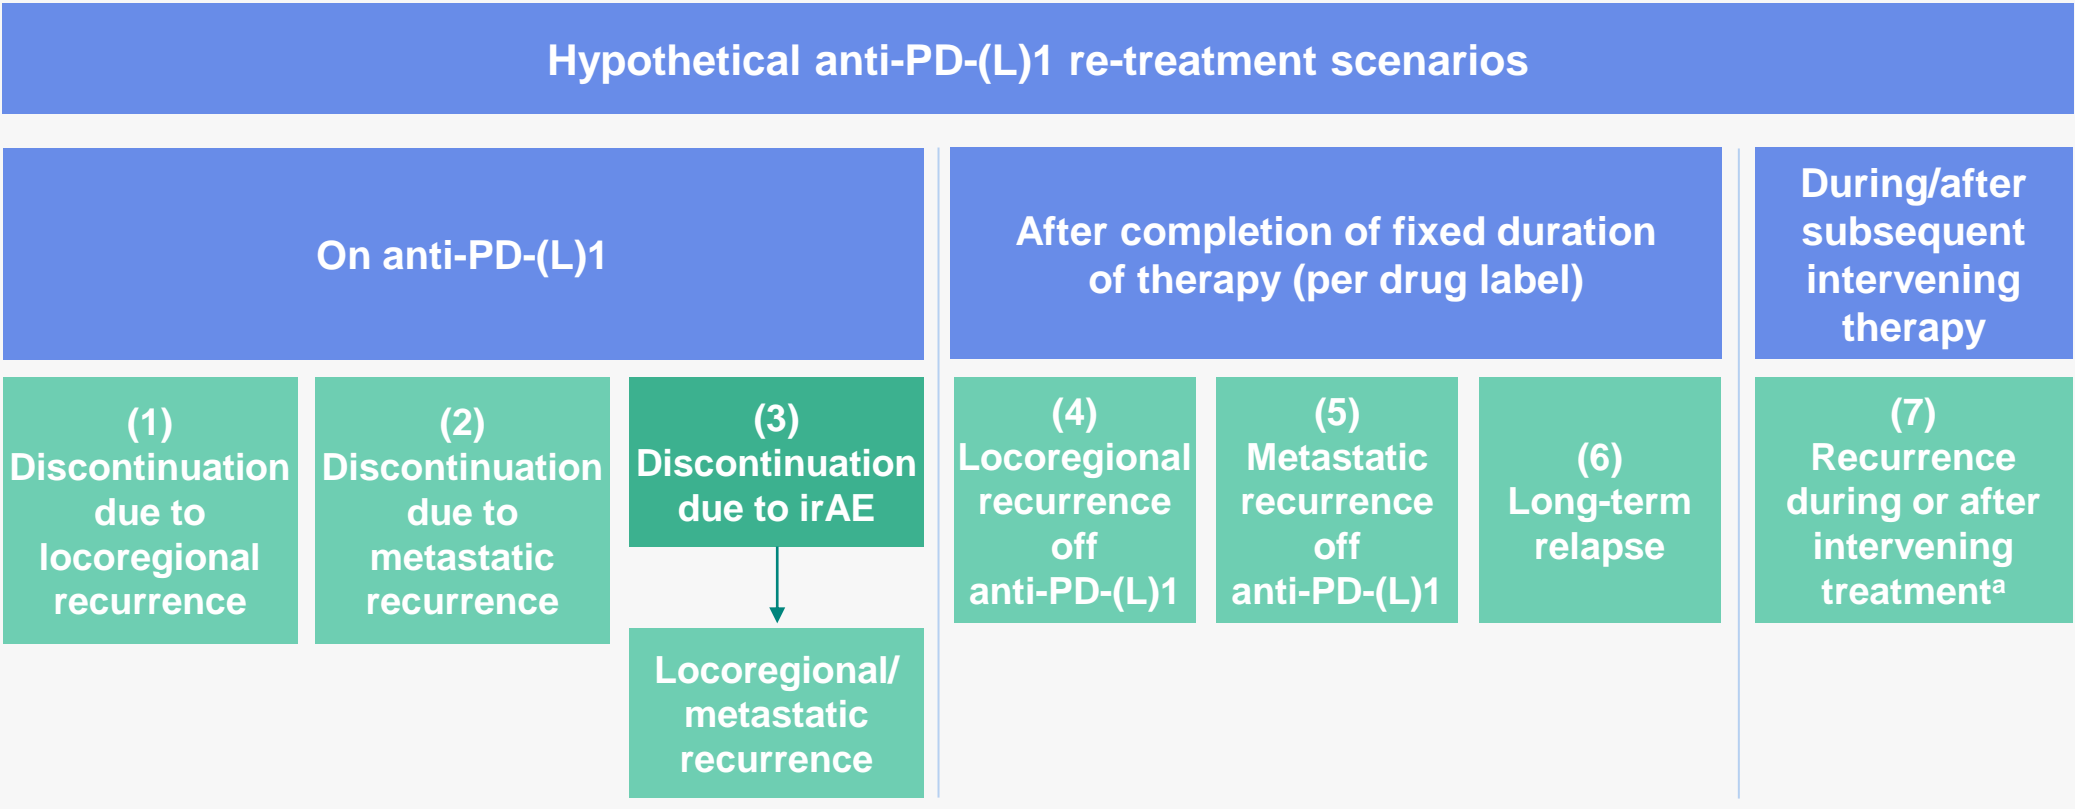 Hypothetical anti-PD-(L)1 re-treatment scenarios
On anti-PD-(L)1
After completion of fixed duration
of therapy (per drug label)
During/after
subsequent
intervening
therapy
(1)
Discontinuation
due to
locoregional
recurrence
(2)
Discontinuation
due to
metastatic
recurrence
(3)
Discontinuation
due to irAE
Locoregional/
metastatic
recurrence
(4)
Locoregional
recurrence
off
anti-PD-(L)1
(5)
Metastatic
recurrence
off
anti-PD-(L)1
(6)
Long-term
relapse
(7)
Recurrence
during or after
intervening
treatmentᵃ